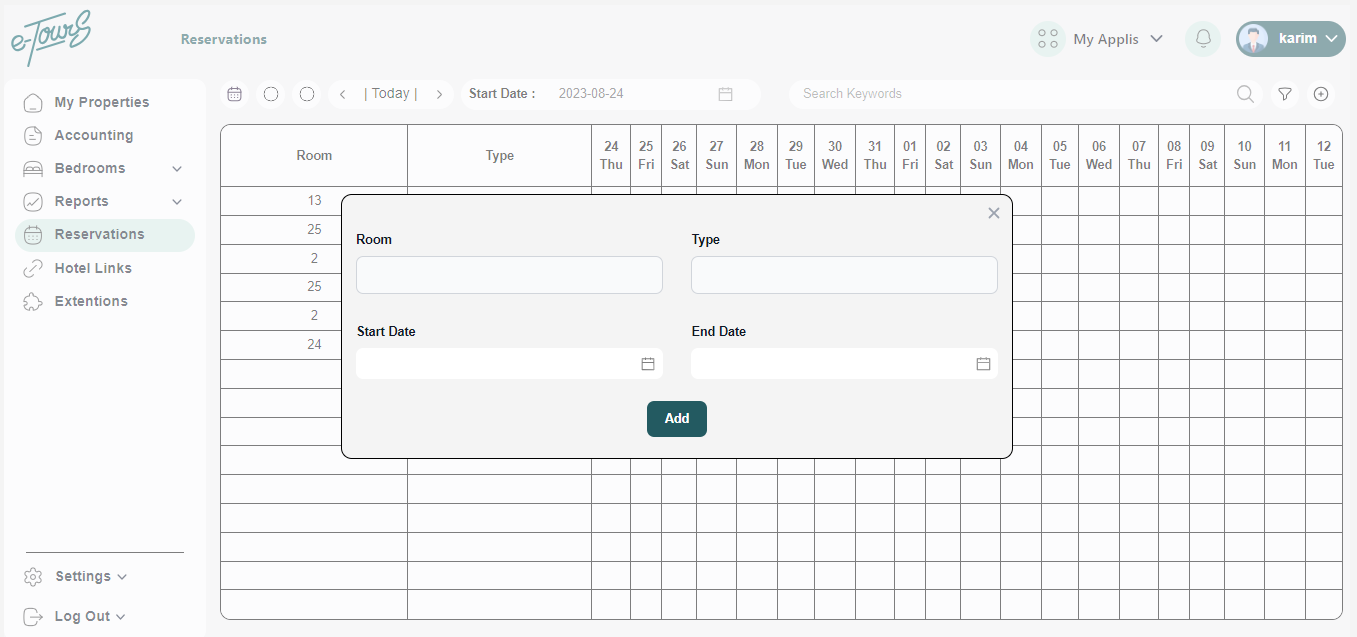 e-Tours
Reservations
My Applis
karim
My Properties
Accounting
Bedrooms
Reports
Reservations
Hotel Links
Extentions
Settings
Log Out
| Today |
Start Date :
2023-08-24
Search Keywords
Room
Type
24 Thu
25 Fri
26 Sat
27 Sun
28 Mon
29 Tue
30 Wed
31 Thu
01 Fri
02 Sat
03 Sun
04 Mon
05 Tue
06 Wed
07 Thu
08 Fri
09 Sat
10 Sun
11 Mon
12 Tue
13
25
2
25
2
24
Room
Type
Start Date
End Date
Add